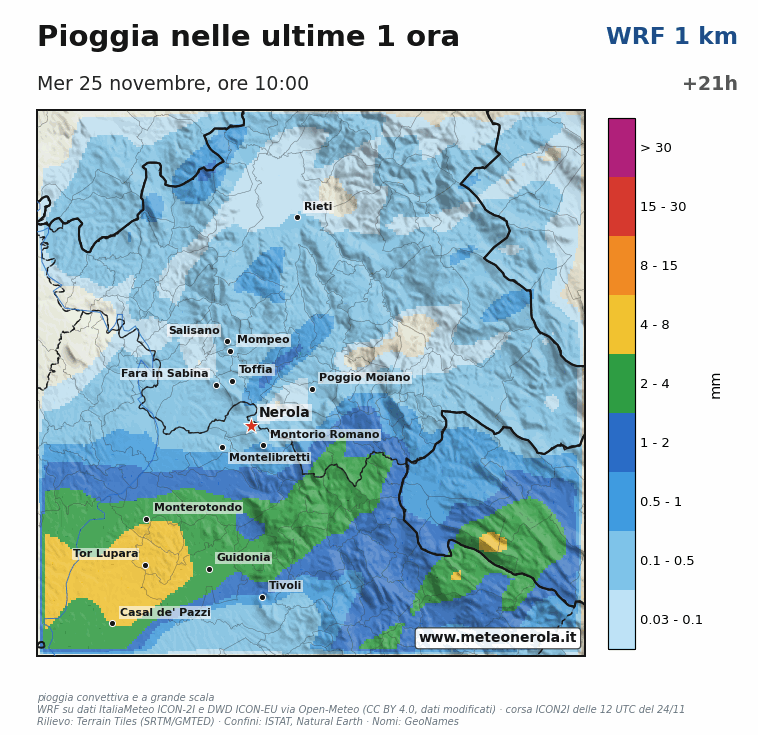 Pioggia nelle ultime 1 ora
WRF 1 km
Mer 25 novembre, ore 10:00
+21h
> 30
15 - 30
8 - 15
4 - 8
2 - 4
1 - 2
0.5 - 1
0.1 - 0.5
0.03 - 0.1
mm
Rieti
Salisano
Mompeo
Toffia
Fara in Sabina
Poggio Moiano
Nerola
Montorio Romano
Montelibretti
Monterotondo
Tor Lupara
Guidonia
Tivoli
Casal de' Pazzi
www.meteonerola.it
pioggia convettiva e a grande scala
WRF su dati ItaliaMeteo ICON-2I e DWD ICON-EU via Open-Meteo (CC BY 4.0, dati modificati) · corsa ICON2I delle 12 UTC del 24/11
Rilievo: Terrain Tiles (SRTM/GMTED) · Confini: ISTAT, Natural Earth · Nomi: GeoNames